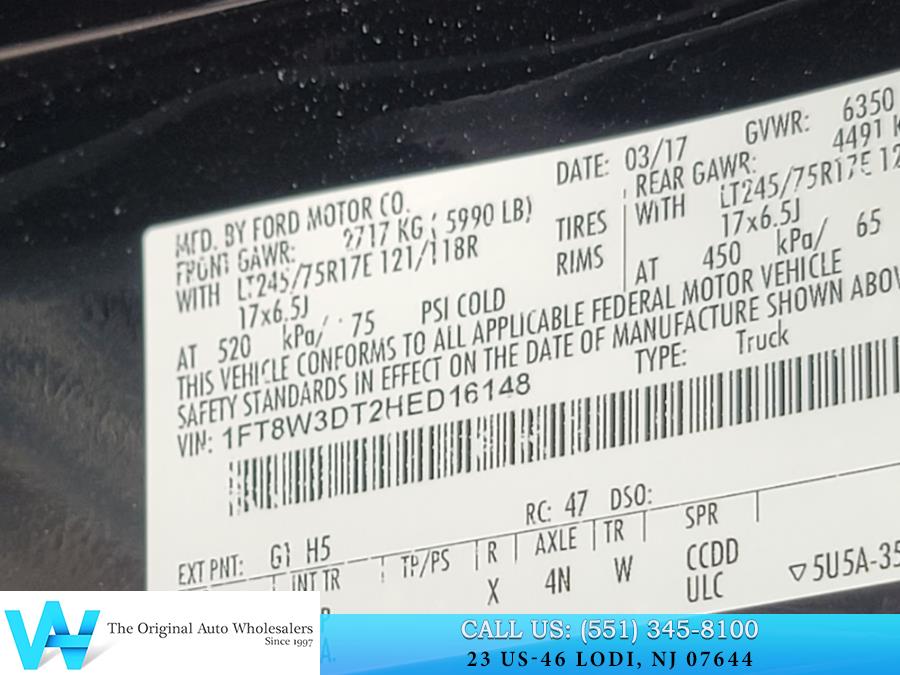 MFD. BY FORD MOTOR CO.
DATE: 03/17
GVWR: 6350
FRONT GAWR: 2717 KG ( 5990 LB)
REAR GAWR: 4491
WITH LT245/75R17E 121/118R
TIRES
WITH LT245/75R17E 12
17x6.5J
RIMS
17x6.5J
AT 520 kPa/ 75 PSI COLD
AT 450 kPa/ 65
THIS VEHICLE CONFORMS TO ALL APPLICABLE FEDERAL MOTOR VEHICLE
SAFETY STANDARDS IN EFFECT ON THE DATE OF MANUFACTURE SHOWN ABOV
VIN: 1FT8W3DT2HED16148
TYPE: Truck
EXT PNT: G1 H5
RC: 47 DSO:
INT TR TP/PS R AXLE TR SPR
X 4N W CCDD
ULC
▽5U5A-35
W
The Original Auto Wholesalers
Since 1997
CALL US: (551) 345-8100
23 US-46 LODI, NJ 07644